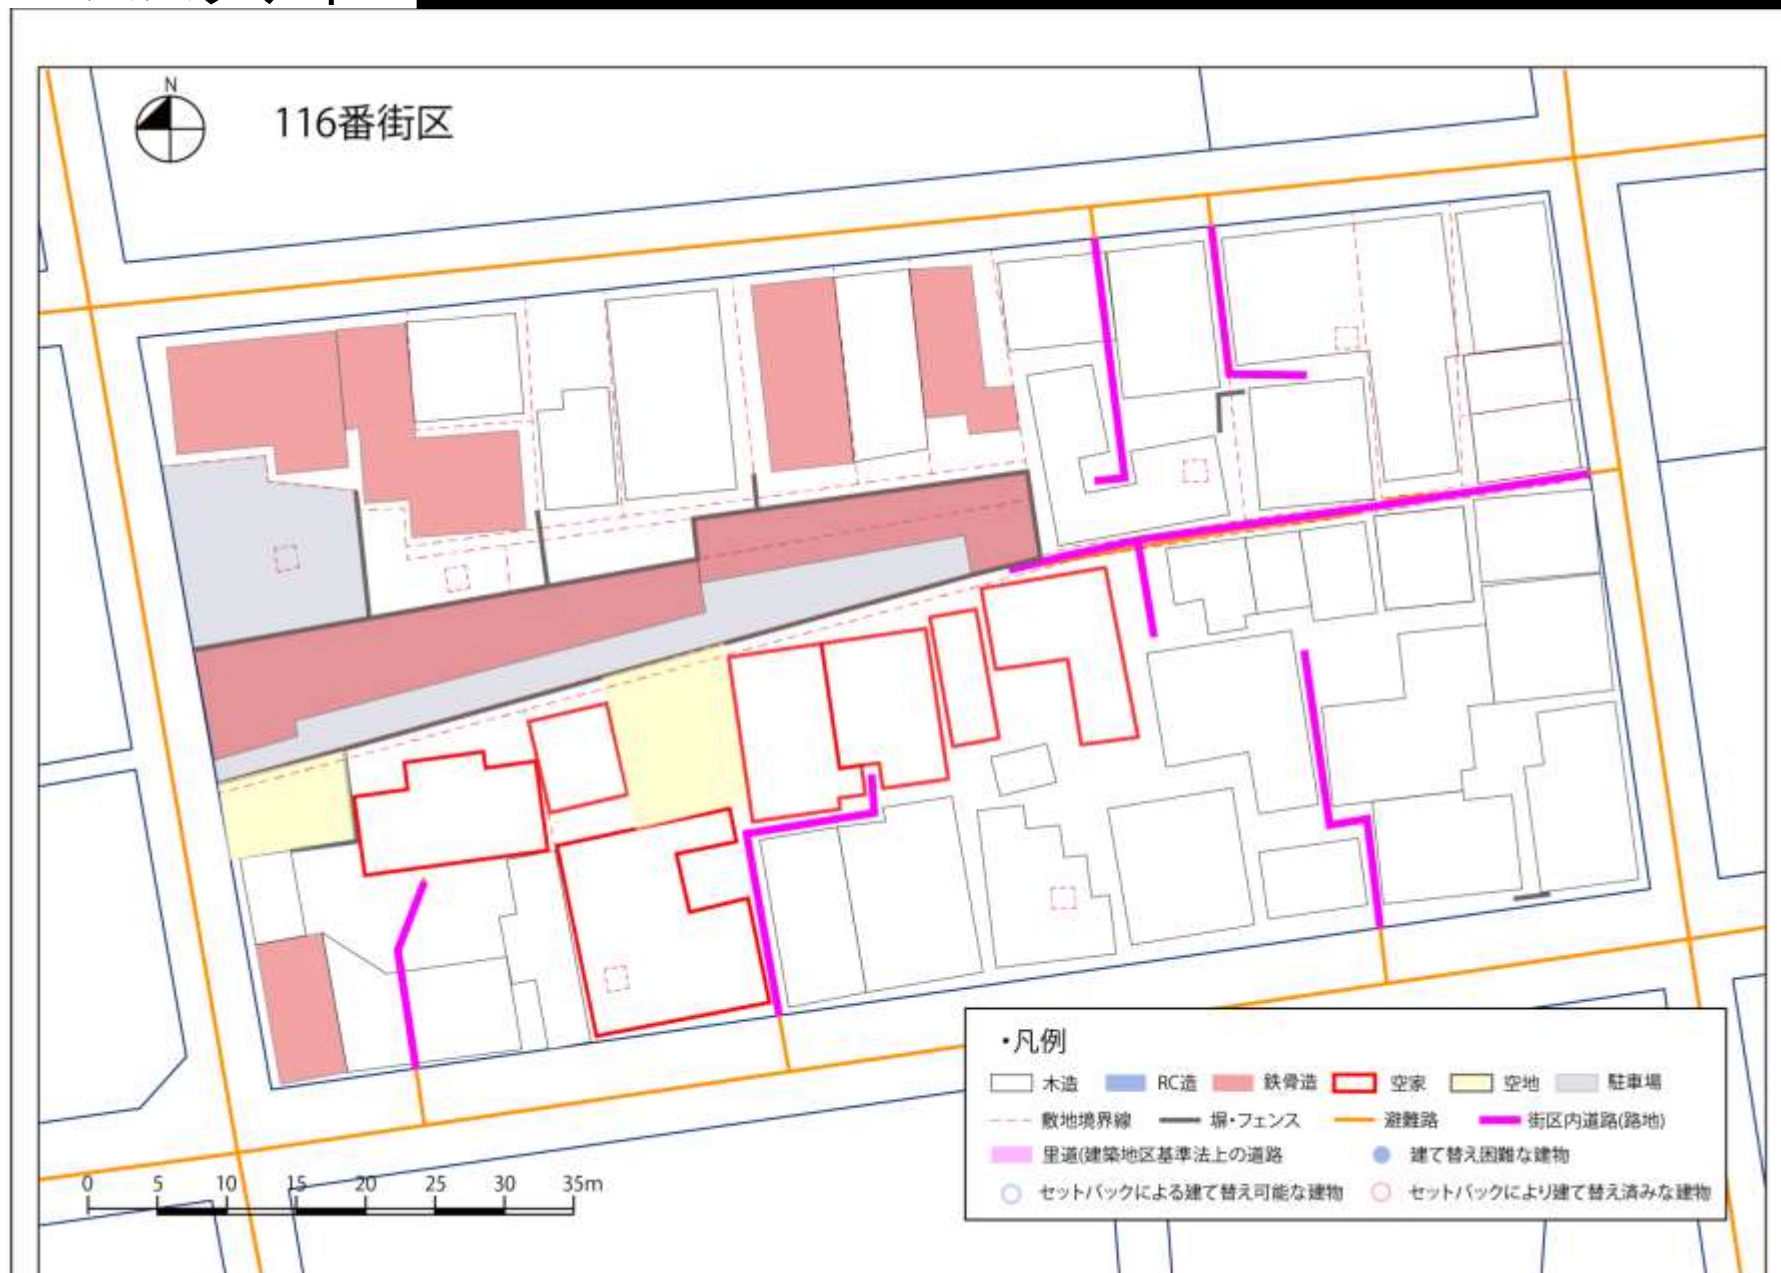 N
116番街区
・凡例
木造 RC造 鉄骨造 空家 空地 駐車場
敷地境界線 塀・フェンス 避難路 街区内道路(路地)
里道(建築地区基準法上の道路 建て替え困難な建物
セットバックによる建て替え可能な建物 セットバックにより建て替え済みな建物
0 5 10 15 20 25 30 35m